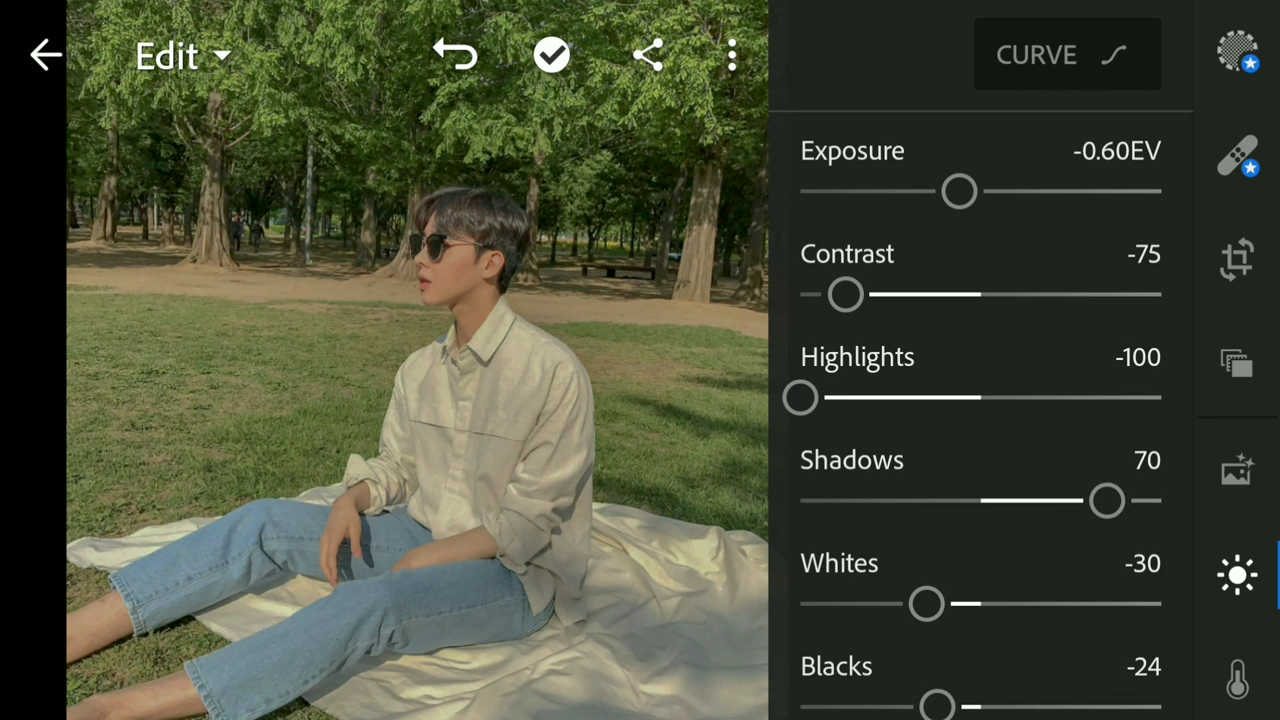 Edit
CURVE
Exposure -0.60EV
Contrast -75
Highlights -100
Shadows 70
Whites -30
Blacks -24